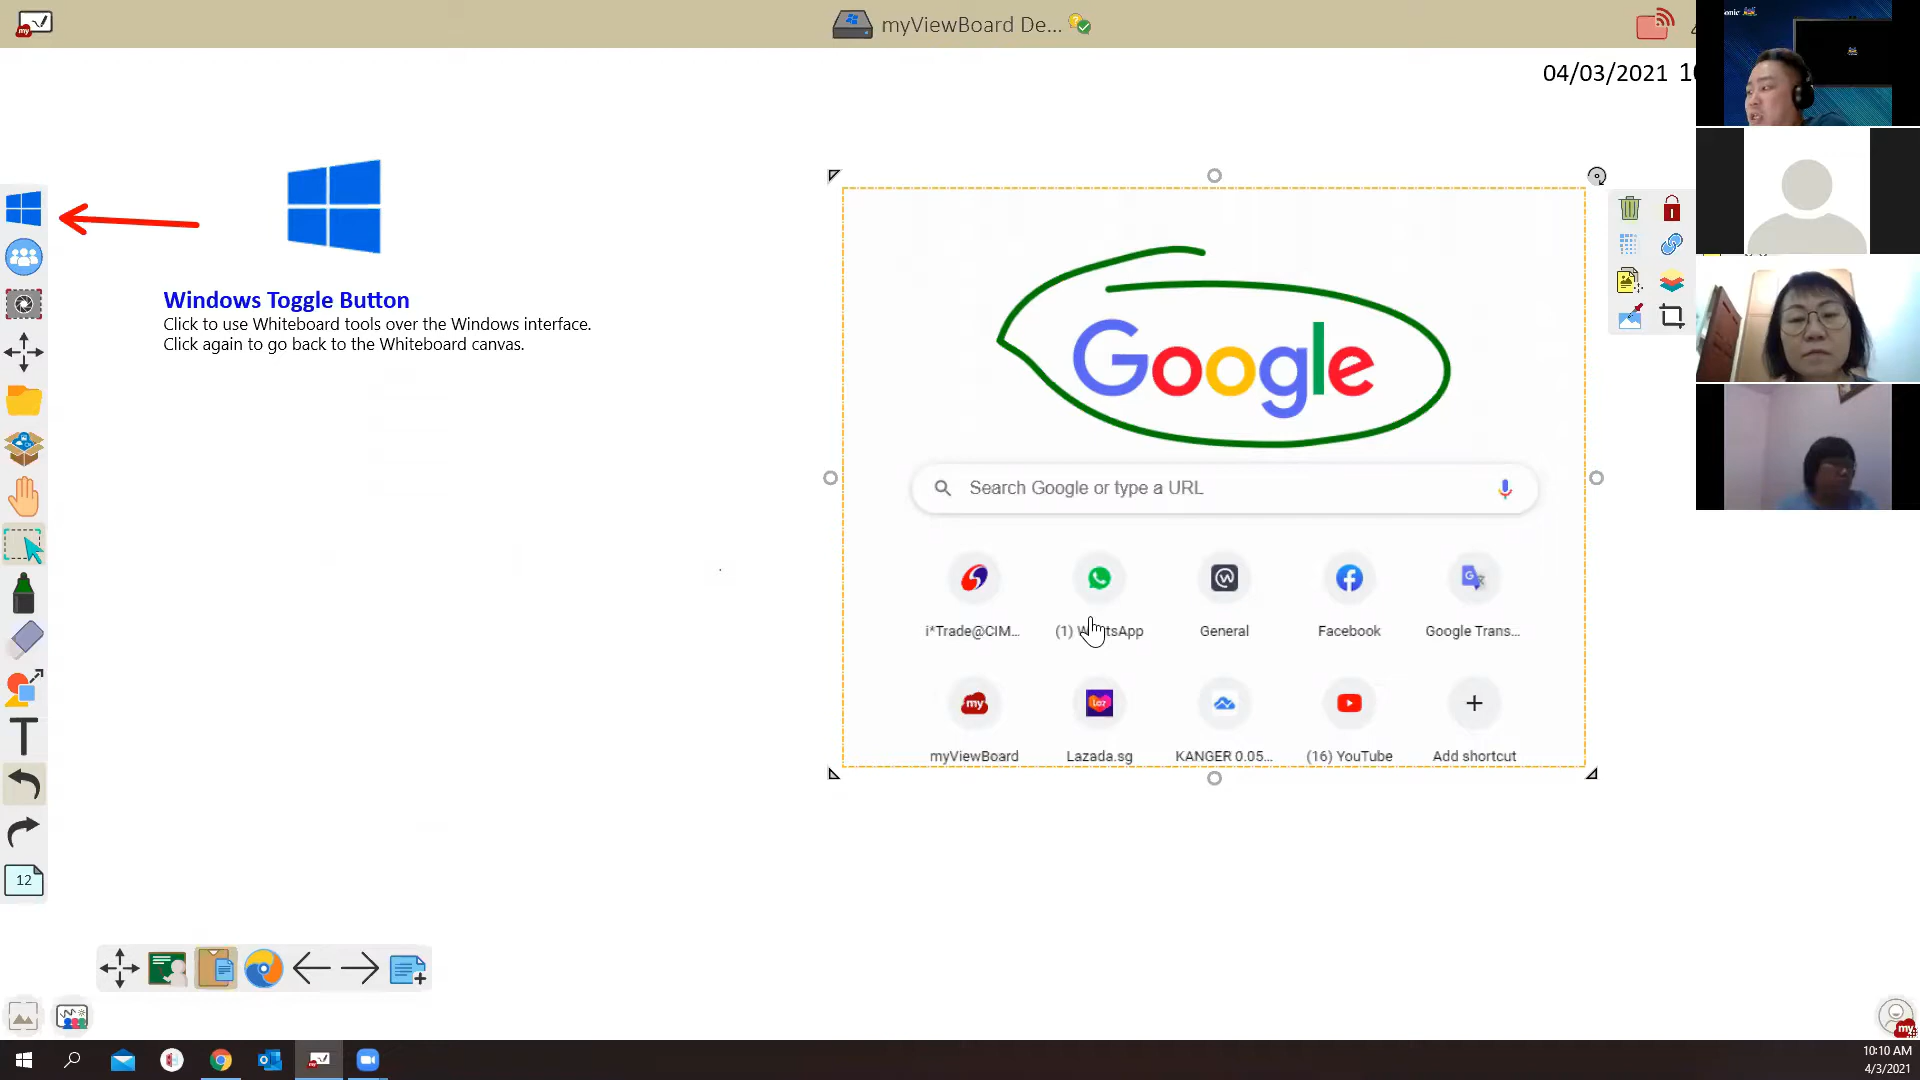 myViewBoard De...
04/03/2021
Windows Toggle Button
Click to use Whiteboard tools over the Windows interface.
Click again to go back to the Whiteboard canvas.
Google
Search Google or type a URL
i*Trade@CIM...
(1) WhatsApp
General
Facebook
Google Trans...
my
Laz
myViewBoard
Lazada.sg
KANGER 0.05...
(16) YouTube
Add shortcut
T
12
my
10:10 AM
4/3/2021